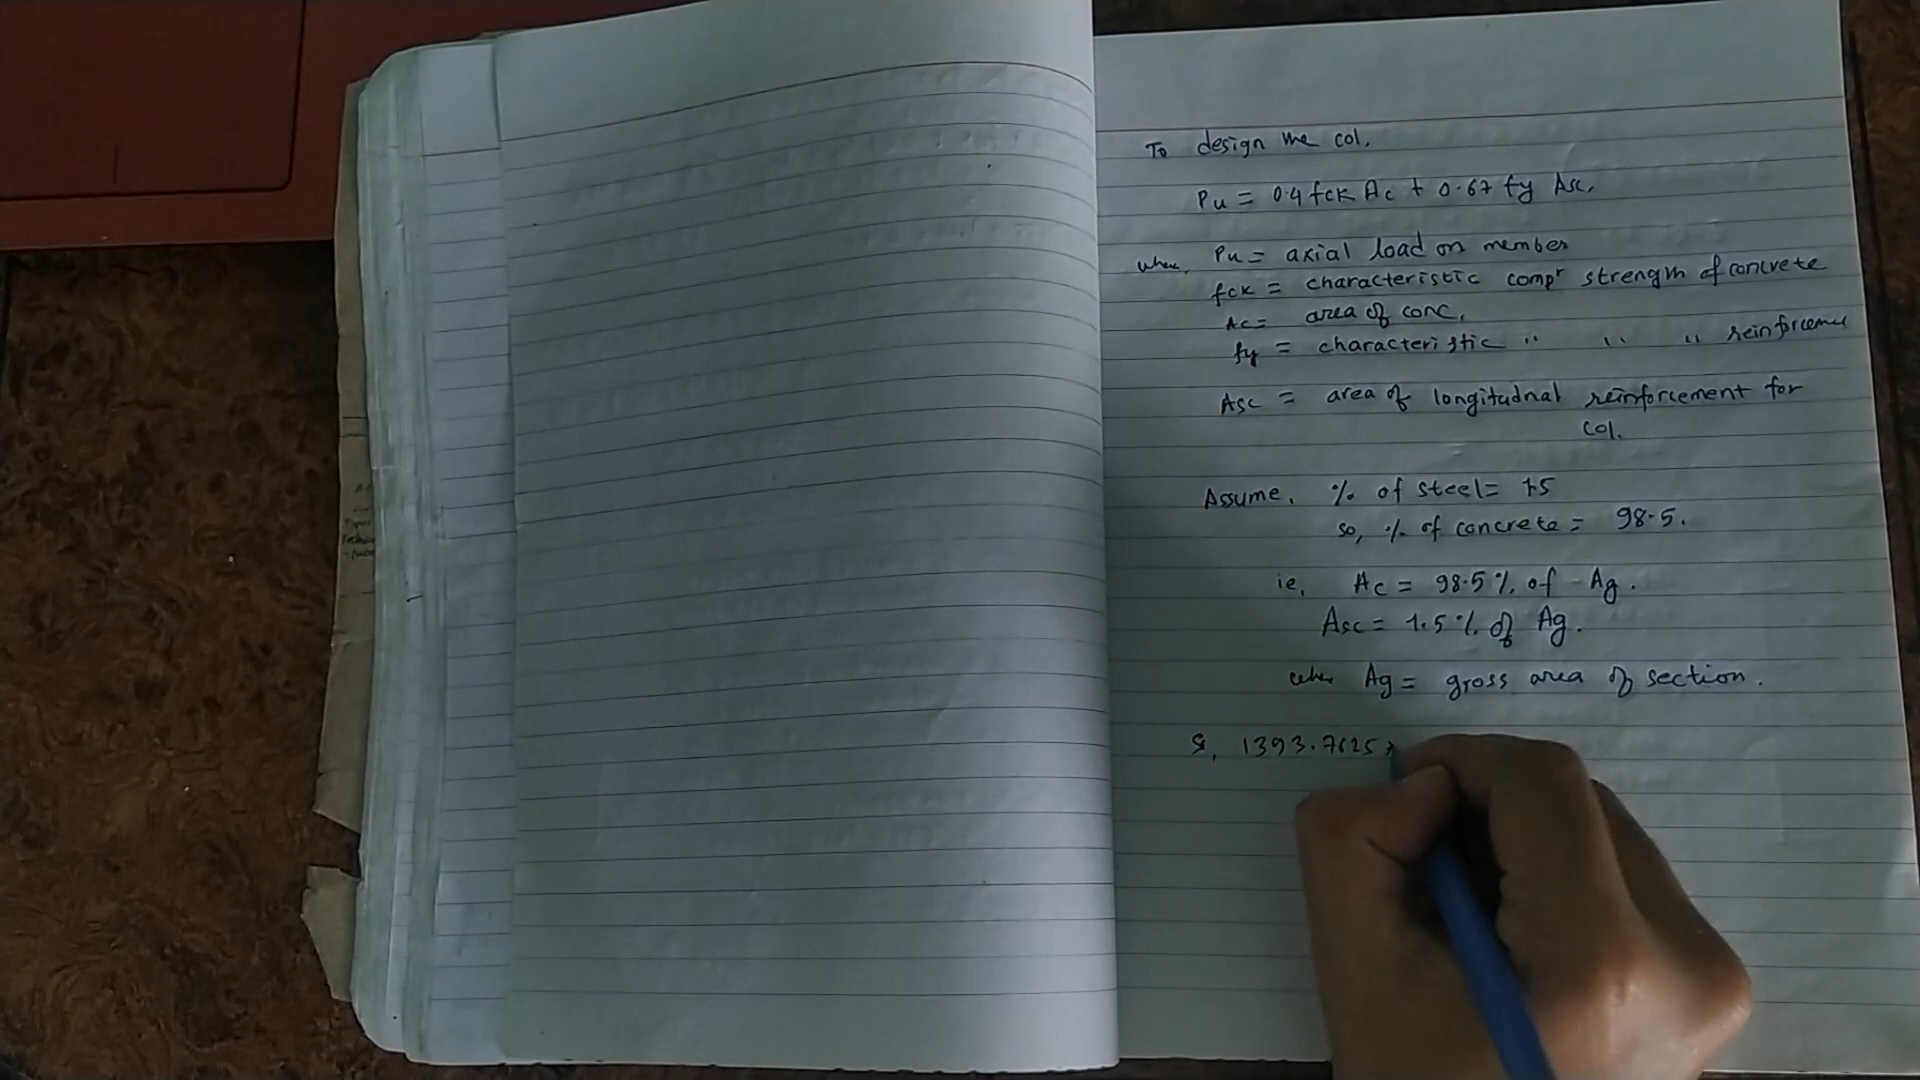 To design the col.
Pu = 0.4 fck Ac + 0.67 fy Asc.
where, Pu = axial load on member
fck = characteristic compr strength of concrete
Ac = area of conc.
fy = characteristic " " " reinforceme
Asc = area of longitudnal reinforcement for
col.
Assume, % of steel = 1.5
so, % of concrete = 98.5.
ie, Ac = 98.5% of Ag.
Asc = 1.5% of Ag.
where Ag = gross area of section.
1393.7625 ×